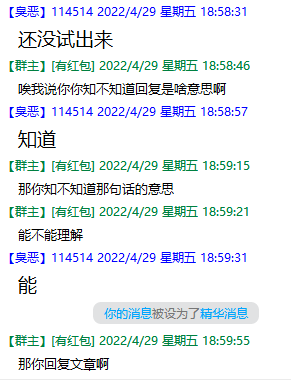 【臭恶】114514 2022/4/29 星期五 18:58:31
还没试出来
【群主】[有红包] 2022/4/29 星期五 18:58:46
唉我说你你知不知道回复是啥意思啊
【臭恶】114514 2022/4/29 星期五 18:58:57
知道
【群主】[有红包] 2022/4/29 星期五 18:59:15
那你知不知道那句话的意思
【群主】[有红包] 2022/4/29 星期五 18:59:21
能不能理解
【臭恶】114514 2022/4/29 星期五 18:59:31
能
你的消息被设为了精华消息
【群主】[有红包] 2022/4/29 星期五 18:59:55
那你回复文章啊